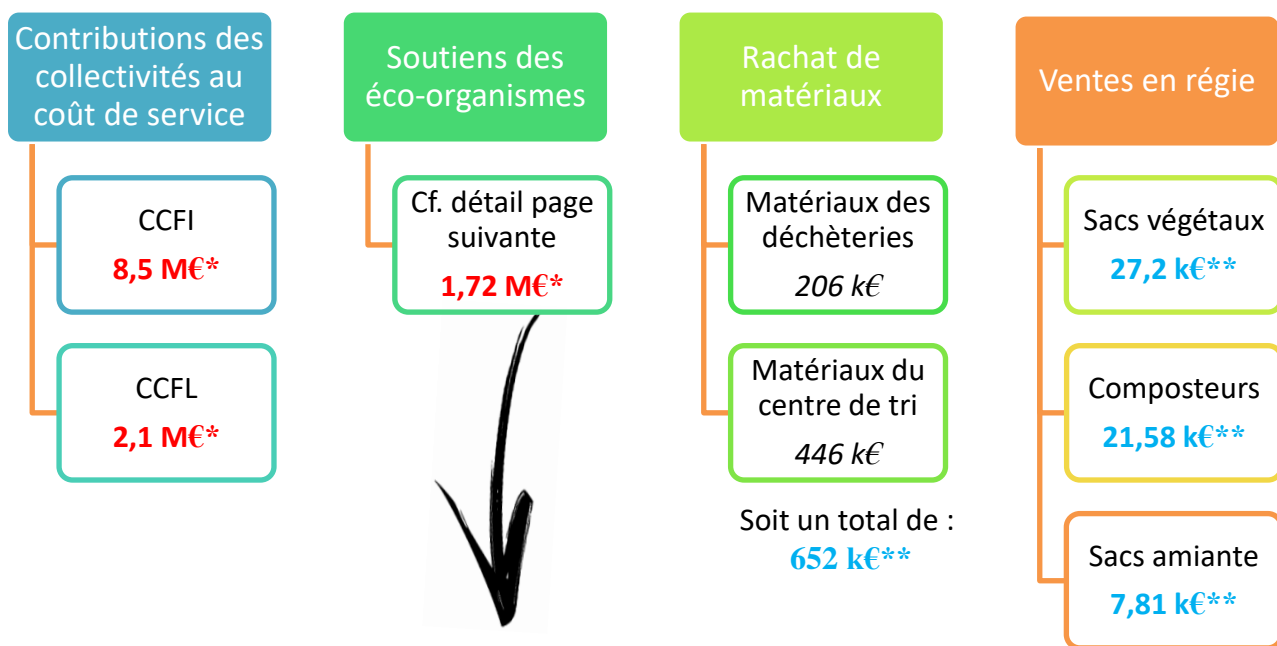 Contributions des
collectivités au
coût de service
CCFI
8,5 M€*
CCFL
2,1 M€*
Soutiens des
éco-organismes
Cf. détail page
suivante
1,72 M€*
Rachat de
matériaux
Matériaux des
déchèteries
206 k€
Matériaux du
centre de tri
446 k€
Soit un total de :
652 k€**
Ventes en régie
Sacs végétaux
27,2 k€**
Composteurs
21,58 k€**
Sacs amiante
7,81 k€**